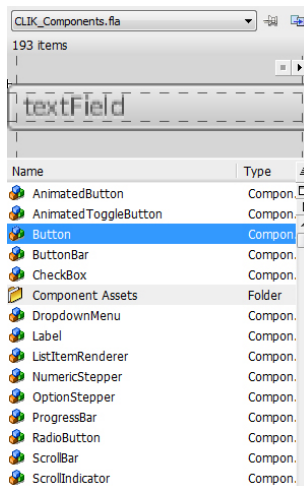 CLIK_Components.fla
193 items
textField
Name Type
AnimatedButton Compon.
AnimatedToggleButton Compon.
Button Compon.
ButtonBar Compon.
CheckBox Compon.
Component Assets Folder
DropdownMenu Compon.
Label Compon.
ListItemRenderer Compon.
NumericStepper Compon.
OptionStepper Compon.
ProgressBar Compon.
RadioButton Compon.
ScrollBar Compon.
ScrollIndicator Compon.